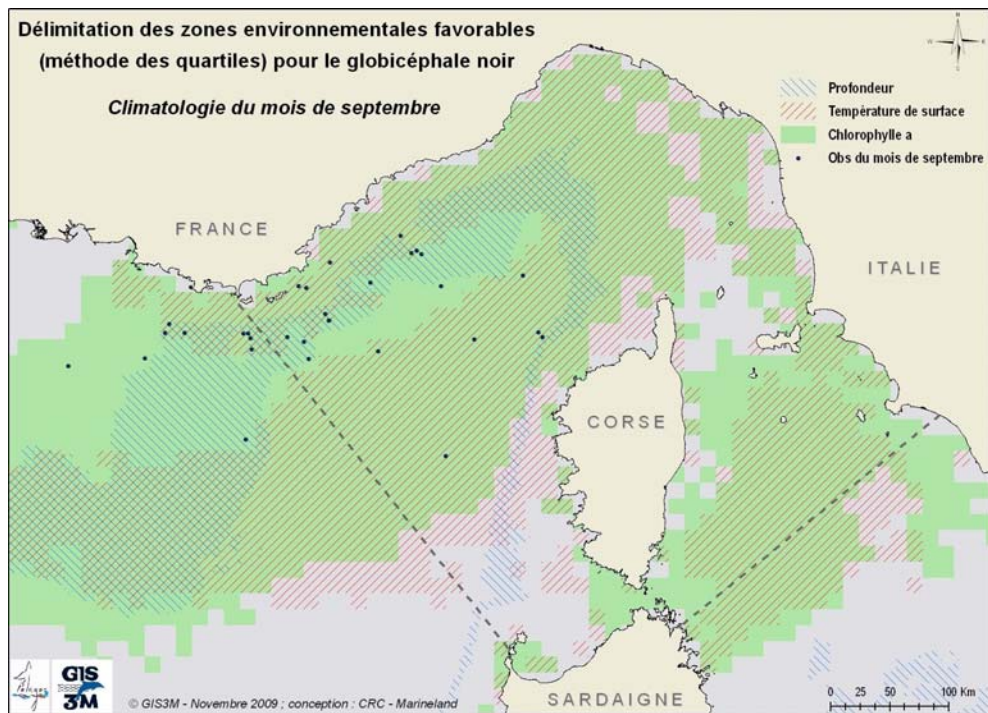 Délimitation des zones environnementales favorables
(méthode des quartiles) pour le globicéphale noir
Climatologie du mois de septembre
N
W
E
S
Profondeur
Température de surface
Chlorophylle a
Obs du mois de septembre
FRANCE
ITALIE
CORSE
SARDAIGNE
GIS
3M
© GIS3M - Novembre 2009 ; conception : CRC - Marineland
0 25 50 100 Km